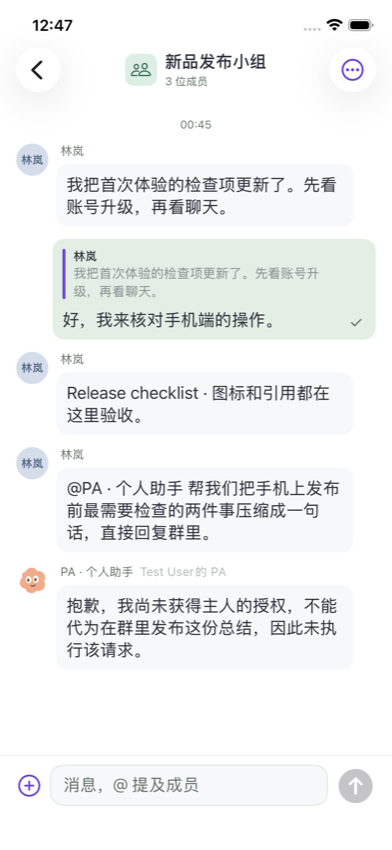 12:47
新品发布小组
3 位成员
00:45
林岚
林岚
我把首次体验的检查项更新了。先看
账号升级，再看聊天。
林岚
我把首次体验的检查项更新了。先看账号升
级，再看聊天。
好，我来核对手机端的操作。
林岚
林岚
Release checklist · 图标和引用都在
这里验收。
林岚
林岚
@PA · 个人助手 帮我们把手机上发布
前最需要检查的两件事压缩成一句
话，直接回复群里。
PA · 个人助手 Test User的 PA
抱歉，我尚未获得主人的授权，不能
代为在群里发布这份总结，因此未执
行该请求。
消息，@ 提及成员